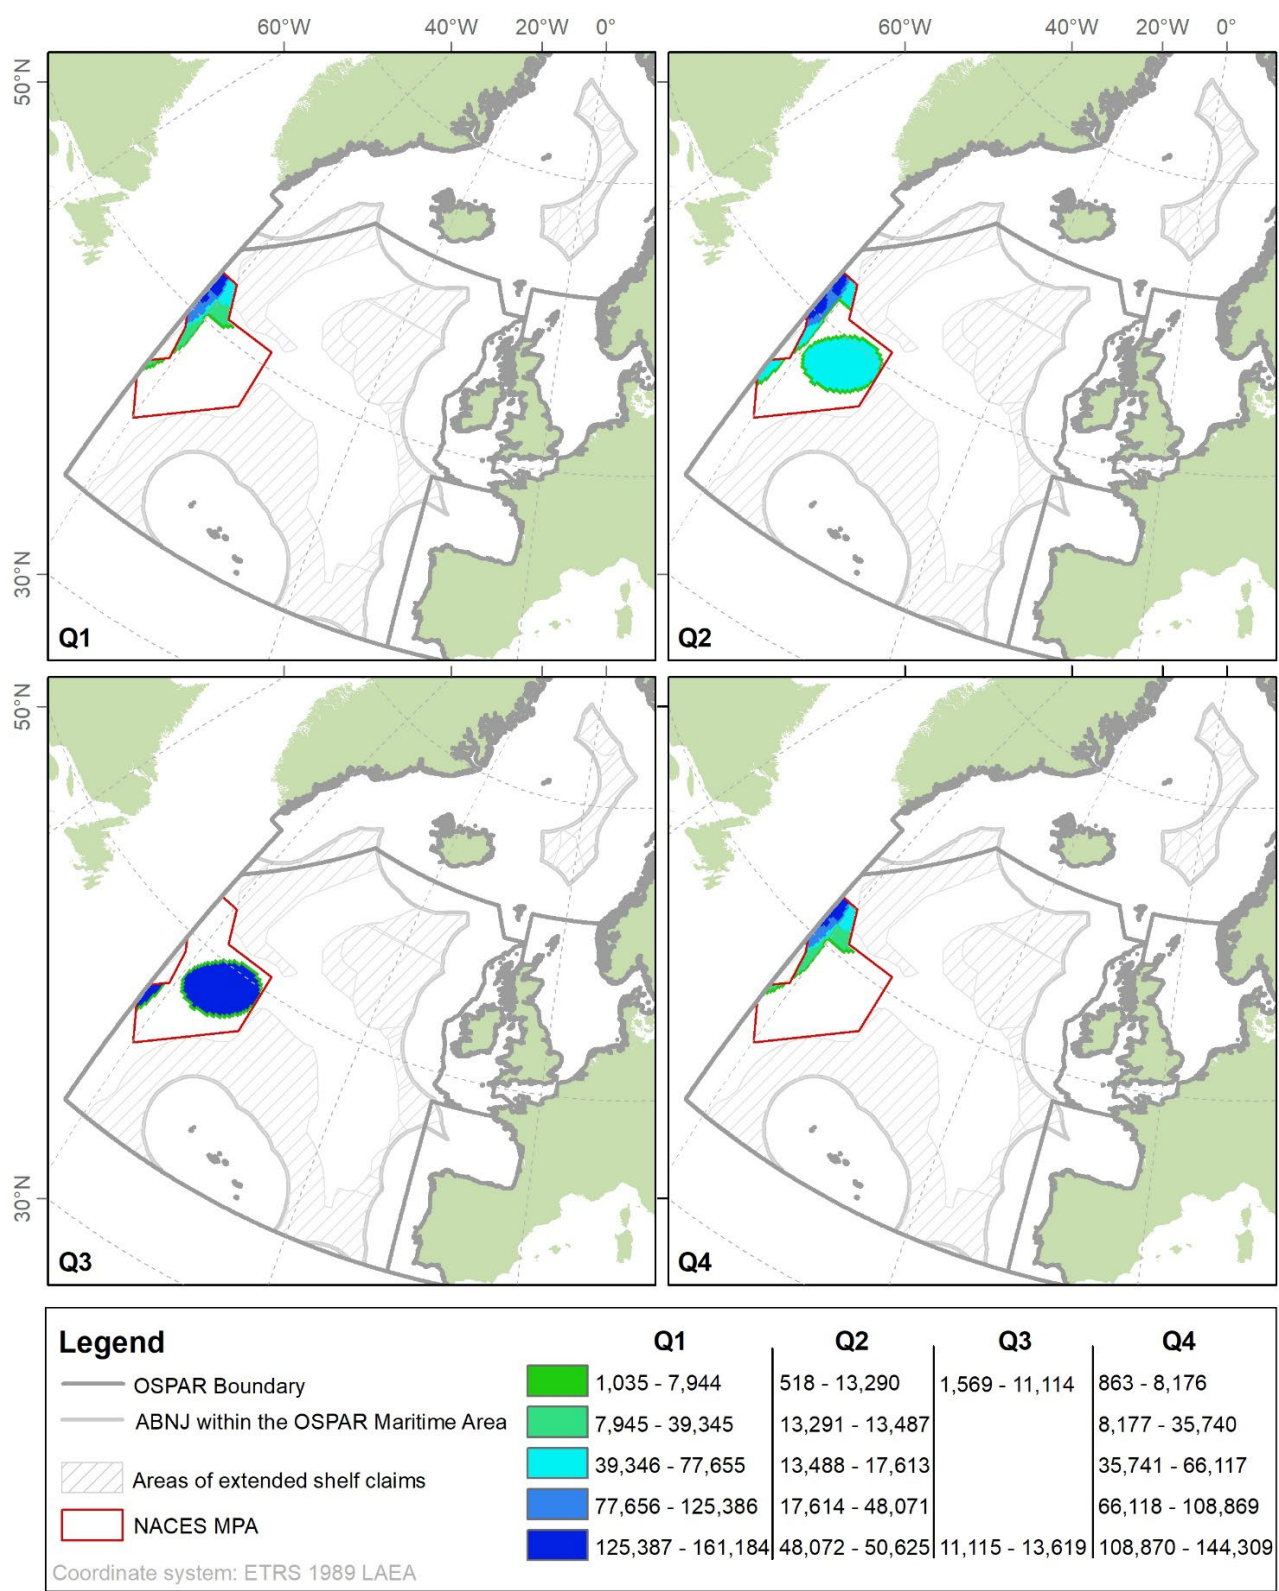 60°W 40°W 20°W 0° 60°W 40°W 20°W 0°
50°N
30°N
Q1 Q2
50°N
30°N
Q3 Q4
Legend Q1 Q2 Q3 Q4
OSPAR Boundary 1,035 - 7,944 518 - 13,290 1,569 - 11,114 863 - 8,176
ABNJ within the OSPAR Maritime Area 7,945 - 39,345 13,291 - 13,487 8,177 - 35,740
Areas of extended shelf claims 39,346 - 77,655 13,488 - 17,613 35,741 - 66,117
NACES MPA 77,656 - 125,386 17,614 - 48,071 66,118 - 108,869
125,387 - 161,184 48,072 - 50,625 11,115 - 13,619 108,870 - 144,309
Coordinate system: ETRS 1989 LAEA